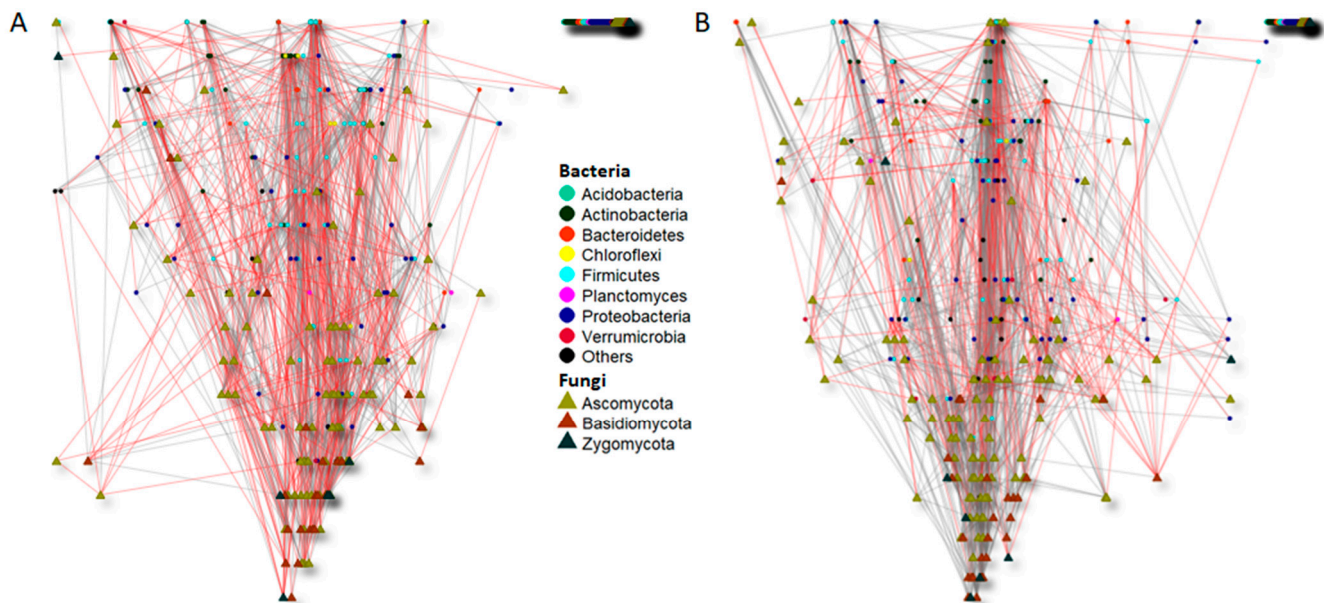 A
B
Bacteria
Acidobacteria
Actinobacteria
Bacteroidetes
Chloroflexi
Firmicutes
Planctomyces
Proteobacteria
Verrumicrobia
Others
Fungi
Ascomycota
Basidiomycota
Zygomycota